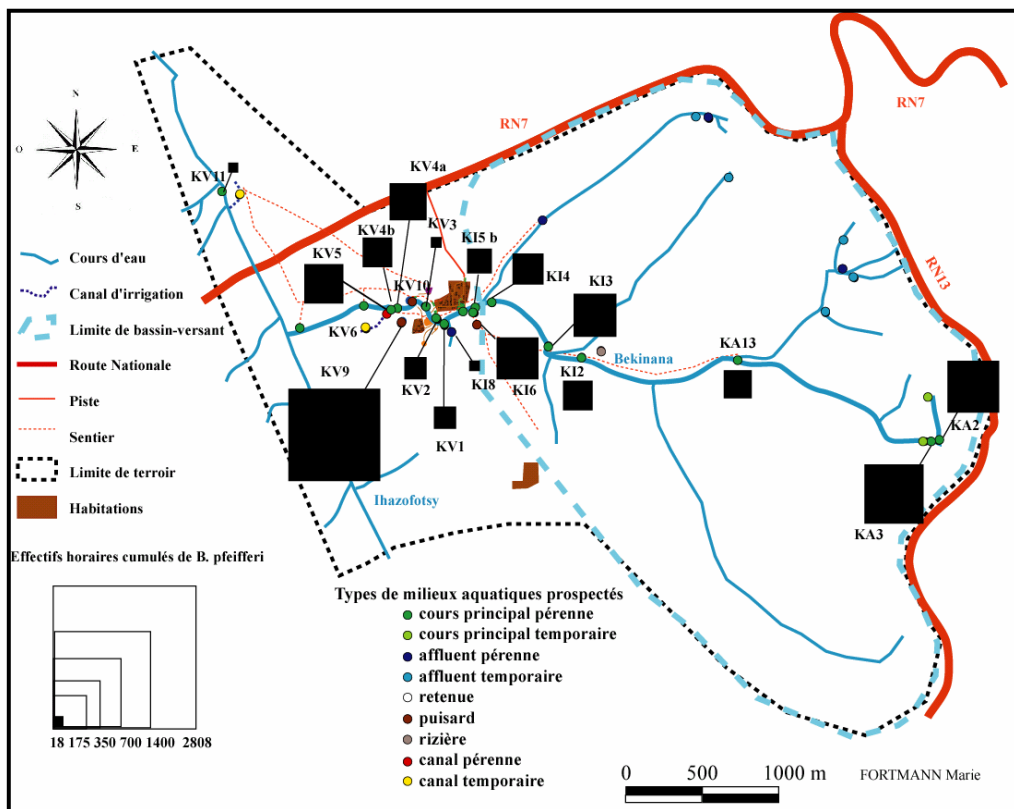 RN7
RN7
N
O
E
S
KV4a
KV11
KV3
KV4b
KI5 b
KV5
KI4
KI3
KV10
RN13
Cours d'eau
Canal d'irrigation
Limite de bassin-versant
Route Nationale
Piste
Sentier
Limite de terroir
Habitations
KV6
Bekinana
KA13
KV9
KV2
KI8
KI6
KI2
KA2
KV1
Ihazofotsy
KA3
Effectifs horaires cumulés de B. pfeifferi
18 175 350 700 1400 2808
Types de milieux aquatiques prospectés
cours principal pérenne
cours principal temporaire
affluent pérenne
affluent temporaire
retenue
puisard
rizière
canal pérenne
canal temporaire
0 500 1000 m
FORTMANN Marie